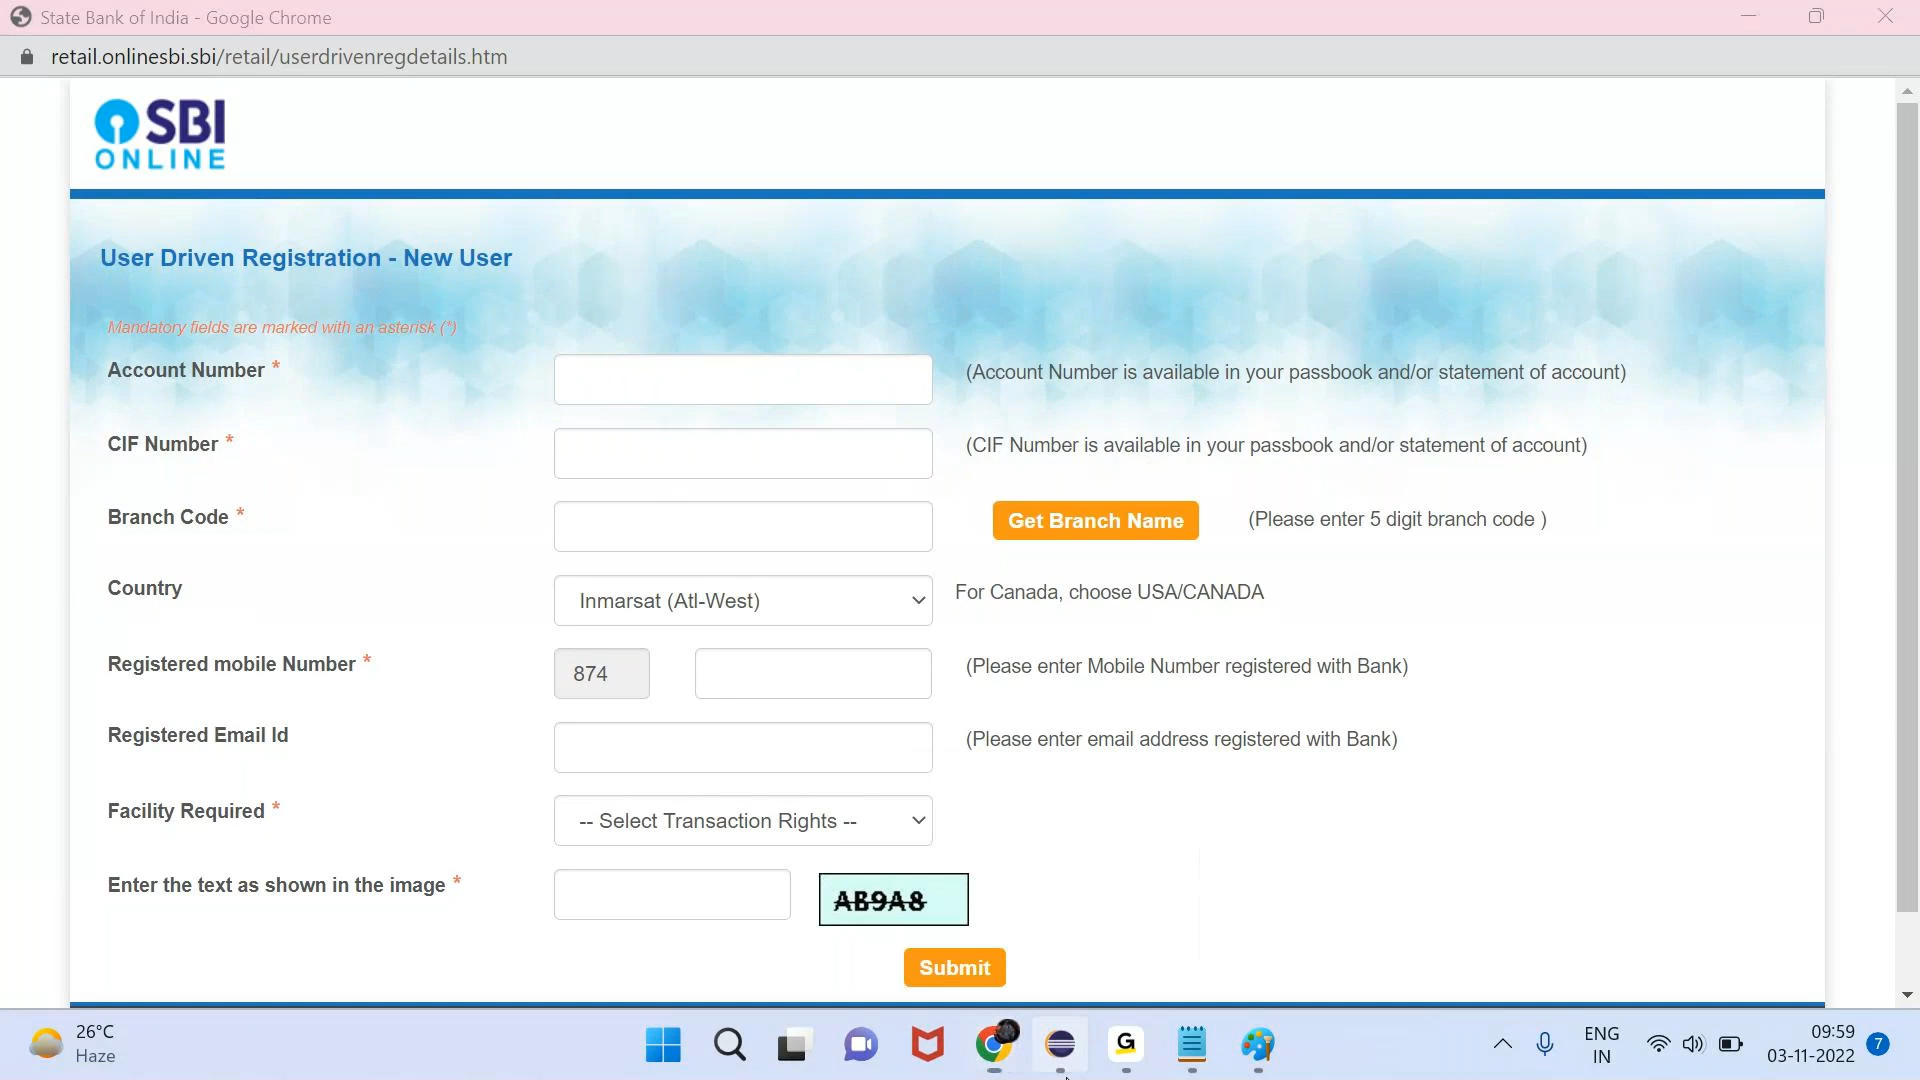 State Bank of India - Google Chrome
retail.onlinesbi.sbi/retail/userdrivenregdetails.htm
SBI
ONLINE
User Driven Registration - New User
Mandatory fields are marked with an asterisk (*)
Account Number * (Account Number is available in your passbook and/or statement of account)
CIF Number * (CIF Number is available in your passbook and/or statement of account)
Branch Code * Get Branch Name (Please enter 5 digit branch code )
Country Inmarsat (Atl-West) For Canada, choose USA/CANADA
Registered mobile Number * 874 (Please enter Mobile Number registered with Bank)
Registered Email Id (Please enter email address registered with Bank)
Facility Required * -- Select Transaction Rights --
Enter the text as shown in the image * AB9A8
Submit
26°C
Haze
G
ENG
IN
09:59
03-11-2022
7